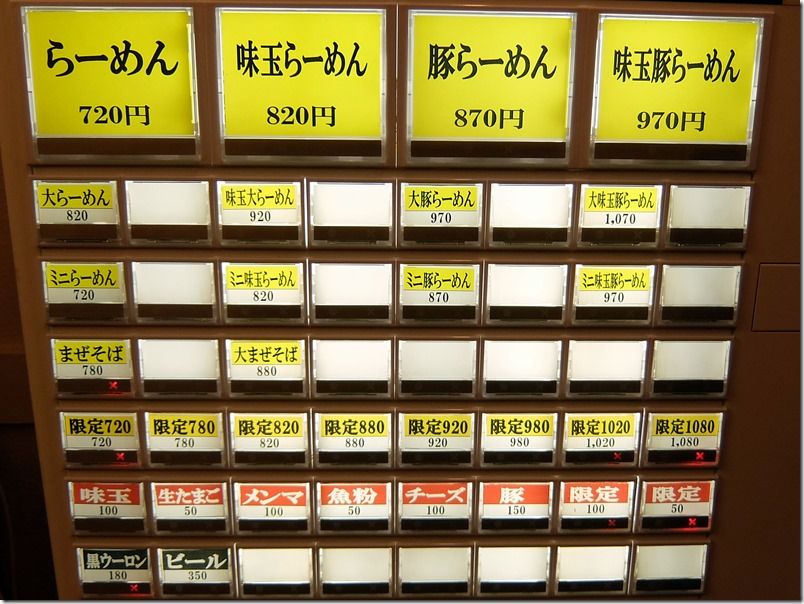 らーめん
720円
味玉らーめん
820円
豚らーめん
870円
味玉豚らーめん
970円
大らーめん
820
味玉大らーめん
920
大豚らーめん
970
大味玉豚らーめん
1,070
ミニらーめん
720
ミニ味玉らーめん
820
ミニ豚らーめん
870
ミニ味玉豚らーめん
970
まぜそば
780
大まぜそば
880
限定720
720
限定780
780
限定820
820
限定880
880
限定920
920
限定980
980
限定1020
1,020
限定1080
1,080
味玉
100
生たまご
50
メンマ
100
魚粉
50
チーズ
100
豚
150
限定
100
限定
50
黒ウーロン
180
ビール
350